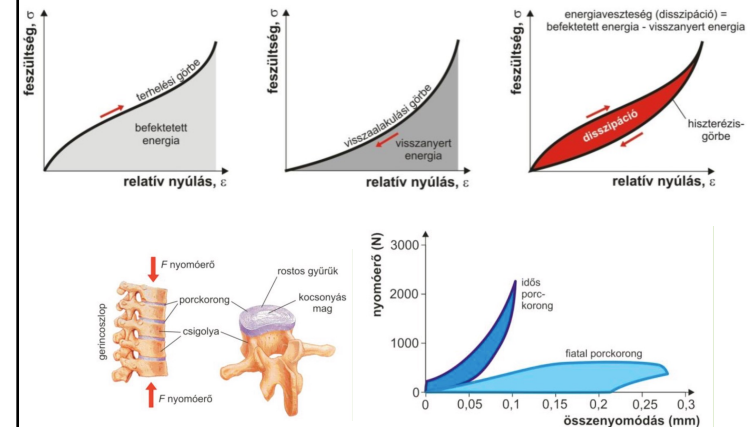 feszültség, σ
terhelési görbe
befektetett
energia
relatív nyúlás, ε
feszültség, σ
visszaalakulási görbe
visszanyert
energia
relatív nyúlás, ε
energiaveszteség (disszipáció) =
befektetett energia - visszanyert energia
feszültség, σ
disszipáció
hiszterézis-
görbe
relatív nyúlás, ε
F nyomóerő
gerincoszlop
porckorong
csigolya
F nyomóerő
rostos gyűrűk
kocsonyás
mag
nyomóerő (N)
3000
2000
1000
0
idős
porc-
korong
fiatal porckorong
0
0,05
0,1
0,15
0,2
0,25
0,3
összenyomódás (mm)